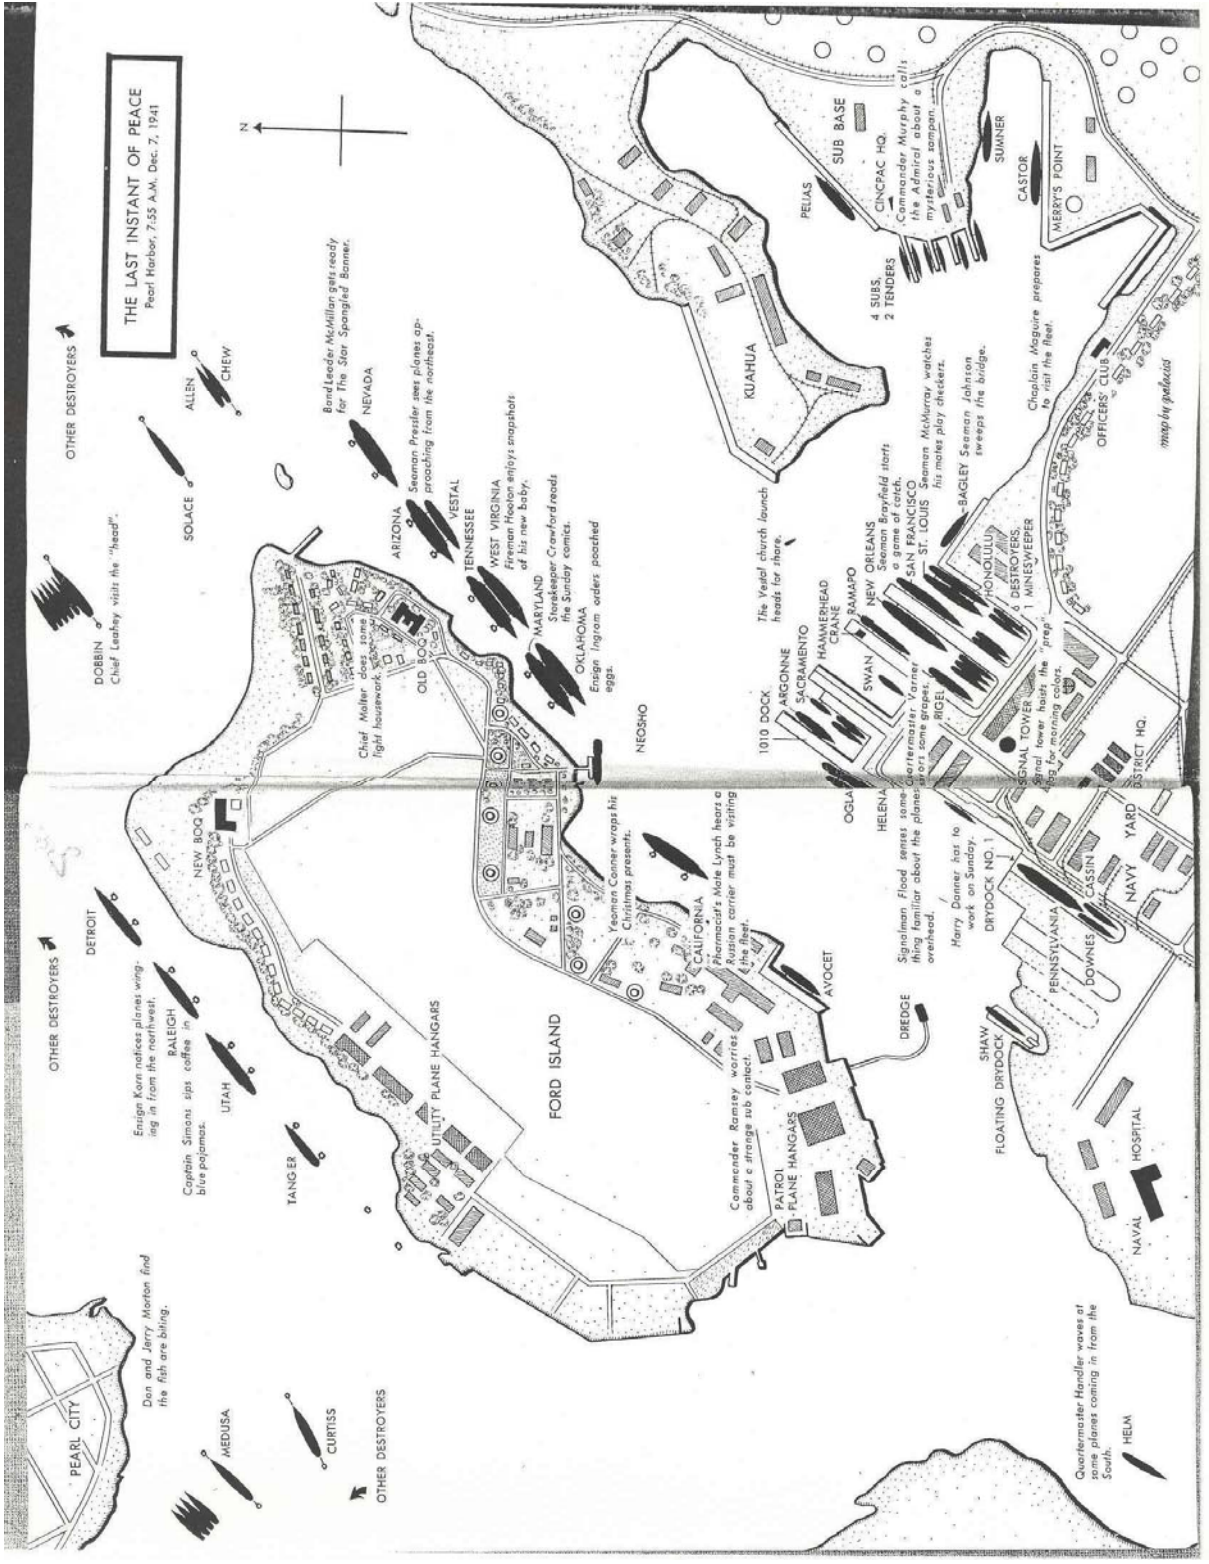 THE LAST INSTANT OF PEACE
Pearl Harbor, 7:55 A.M. Dec. 7, 1941
N
PEARL CITY
Don and Jerry Morton find
the fish are biting.
MEDUSA
CURTISS
OTHER DESTROYERS
OTHER DESTROYERS
DETROIT
Ensign Korn notices planes wing-
ing in from the northwest.
RALEIGH
Captain Simons sips coffee in
blue pajamas.
UTAH
TANGIER
DOBBIN
Chief Leahey visits the "head".
OTHER DESTROYERS
SOLACE
ALLEN
CHEW
Band Leader McMillan gets ready
for The Star Spangled Banner.
NEVADA
Seaman Pressler sees planes ap-
proaching from the northeast.
ARIZONA
VESTAL
TENNESSEE
WEST VIRGINIA
Fireman Hooton enjoys snapshots
of his new baby.
MARYLAND
Storekeeper Crawford reads
the Sunday comics.
OKLAHOMA
Ensign Ingram orders poached
eggs.
NEOSHO
NEW BOQ
Chief Molter does some
light housework.
OLD BOQ
UTILITY PLANE HANGARS
FORD ISLAND
Yeoman Conner wraps his
Christmas presents.
CALIFORNIA
Pharmacist's Mate Lynch hears a
Russian carrier must be visiting
the fleet.
Commander Ramsey worries
about a strange sub contact.
PATROL
PLANE HANGARS
AVOCET
DREDGE
KUAHUA
PELIAS
SUB BASE
CINCPAC HQ.
Commander Murphy calls
the Admiral about a
mysterious sampan.
4 SUBS,
2 TENDERS
SUMNER
CASTOR
MERRY'S POINT
Chaplain Maguire prepares
to visit the fleet.
OFFICERS' CLUB
map by palacios
The Vestal church launch
heads for shore.
1010 DOCK
ARGONNE
SACRAMENTO
HAMMERHEAD
CRANE
RAMAPO
NEW ORLEANS
Seaman Brayfield starts
a game of catch.
SAN FRANCISCO
ST. LOUIS Seaman McMurray watches
his mates play checkers.
BAGLEY Seaman Johnson
sweeps the bridge.
HONOLULU
6 DESTROYERS,
1 MINESWEEPER
SWAN
RIGEL
Quartermaster Varner
some grapes.
OGLA
HELENA
Signalman Flood senses some-
thing familiar about the planes
overhead.
SIGNAL TOWER
signal tower hoists the "prep"
flag for morning colors.
DISTRICT HQ.
NAVY YARD
Harry Danner has to
work on Sunday.
DRYDOCK NO. 1
CASSIN
PENNSYLVANIA
DOWNES
SHAW
FLOATING DRYDOCK
NAVAL HOSPITAL
Quartermaster Handler waves at
some planes coming in from the
South.
HELM